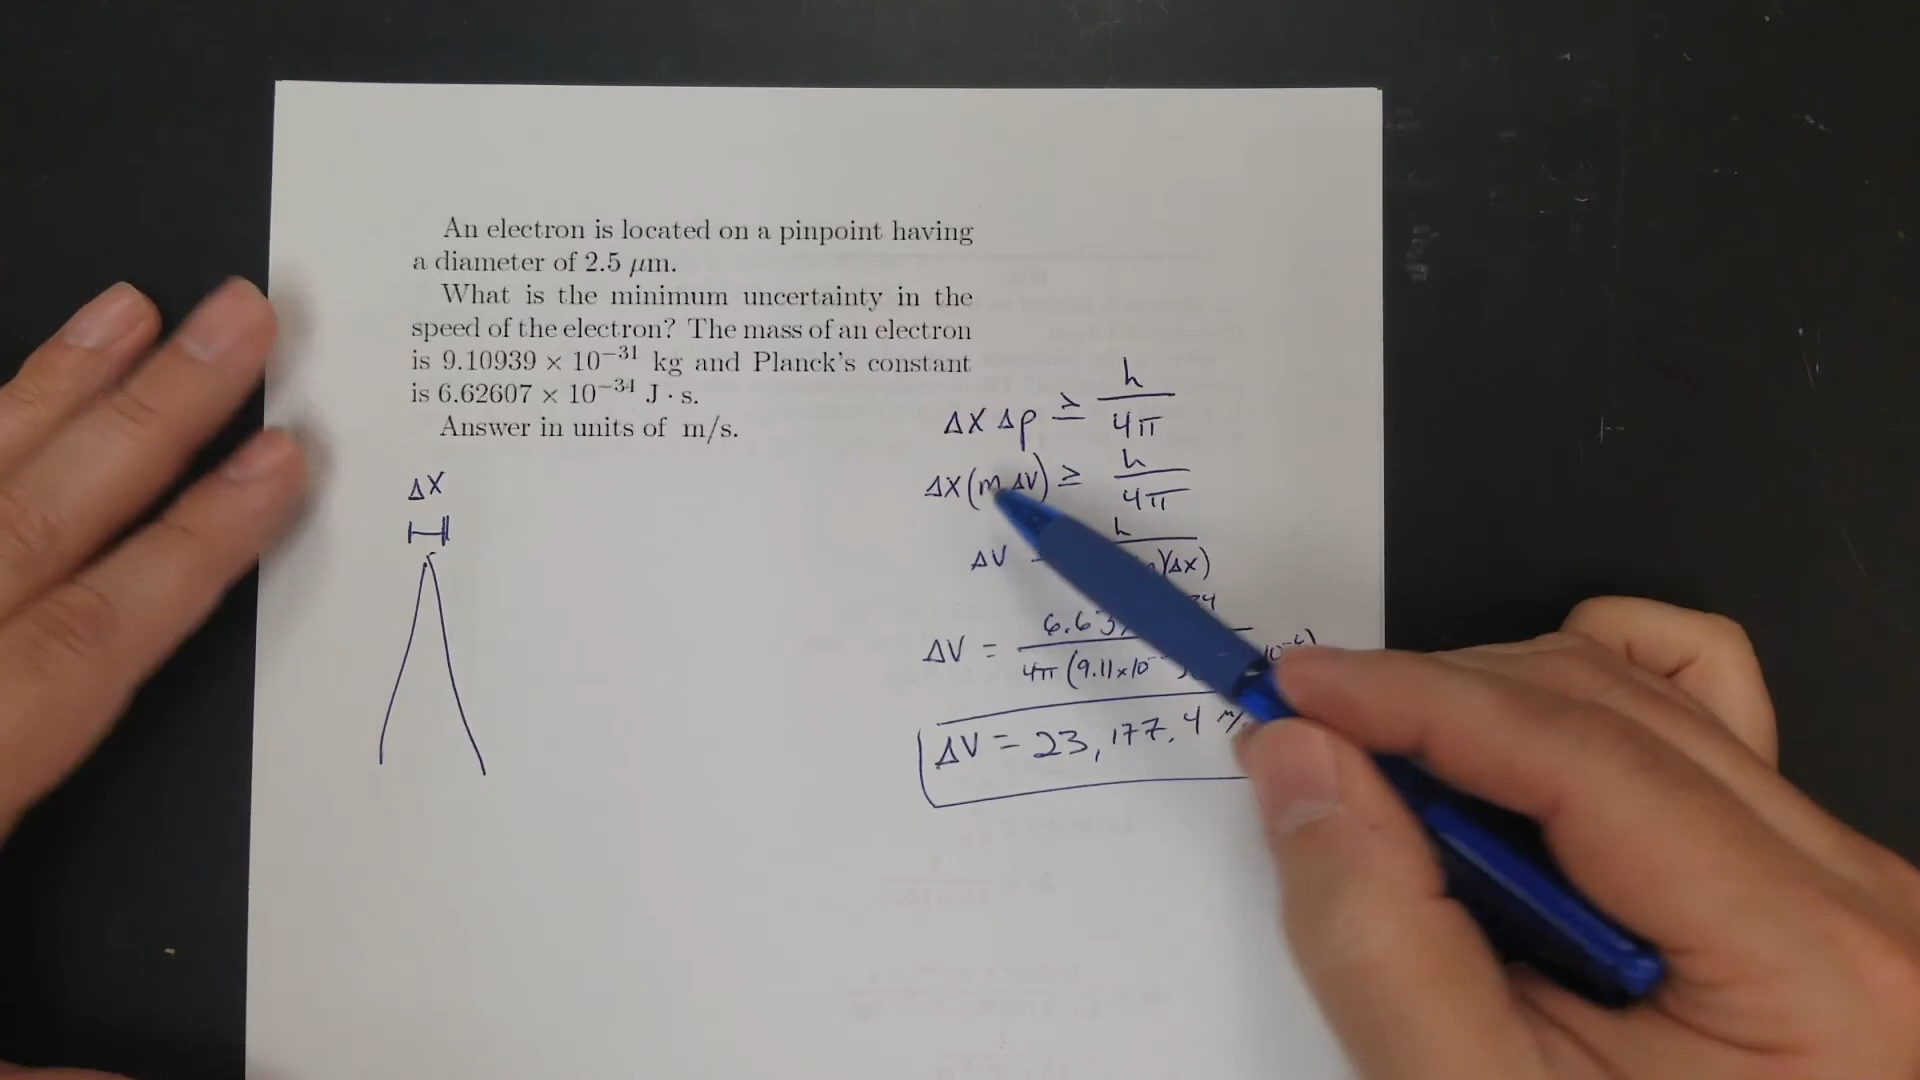 An electron is located on a pinpoint having
a diameter of 2.5 μm.
What is the minimum uncertainty in the
speed of the electron? The mass of an electron
is 9.10939 × 10⁻³¹ kg and Planck's constant
is 6.62607 × 10⁻³⁴ J · s.
Answer in units of m/s.
ΔX
ΔX Δp ≥ h / 4π
ΔX(m ΔV) ≥ h / 4π
ΔV h / )(ΔX)
ΔV = 6.63 / 4π (9.11×10
ΔV = 23,177.4 m/